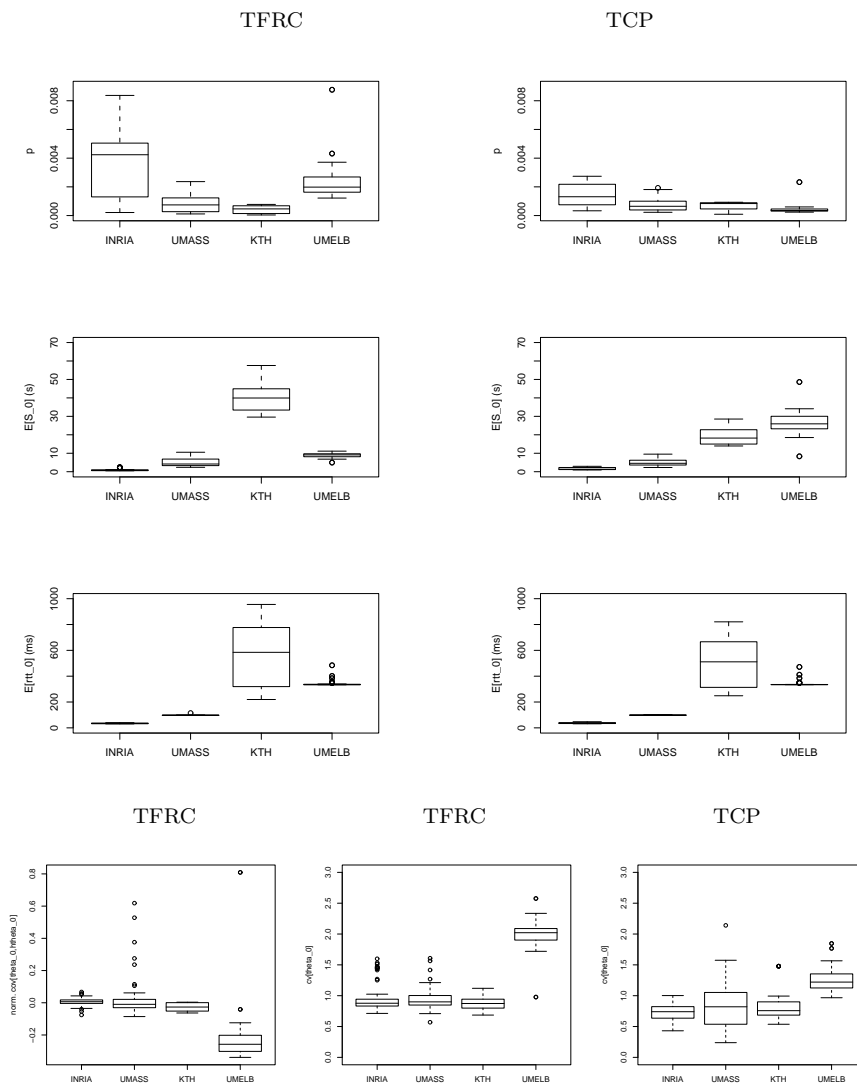 TFRC TCP
p
0.000 0.004 0.008
INRIA UMASS KTH UMELB
p
0.000 0.004 0.008
INRIA UMASS KTH UMELB
E[S_0] (s)
0 10 30 50 70
INRIA UMASS KTH UMELB
E[S_0] (s)
0 10 30 50 70
INRIA UMASS KTH UMELB
E[rtt_0] (ms)
0 200 600 1000
INRIA UMASS KTH UMELB
E[rtt_0] (ms)
0 200 600 1000
INRIA UMASS KTH UMELB
TFRC TFRC TCP
norm. cov[theta_0,htheta_0]
−0.2 0.0 0.2 0.4 0.6 0.8
INRIA UMASS KTH UMELB
cv[theta_0]
0.0 0.5 1.0 1.5 2.0 2.5 3.0
INRIA UMASS KTH UMELB
cv[theta_0]
0.0 0.5 1.0 1.5 2.0 2.5 3.0
INRIA UMASS KTH UMELB